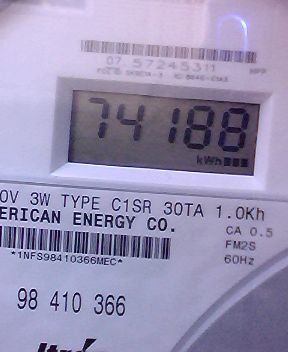 07 57245311
74188
kWh
0V 3W TYPE C1SR 30TA 1.0Kh
ERICAN ENERGY CO.
CA 0.5
FM2S
60Hz
*1NFS98410366MEC*
98 410 366